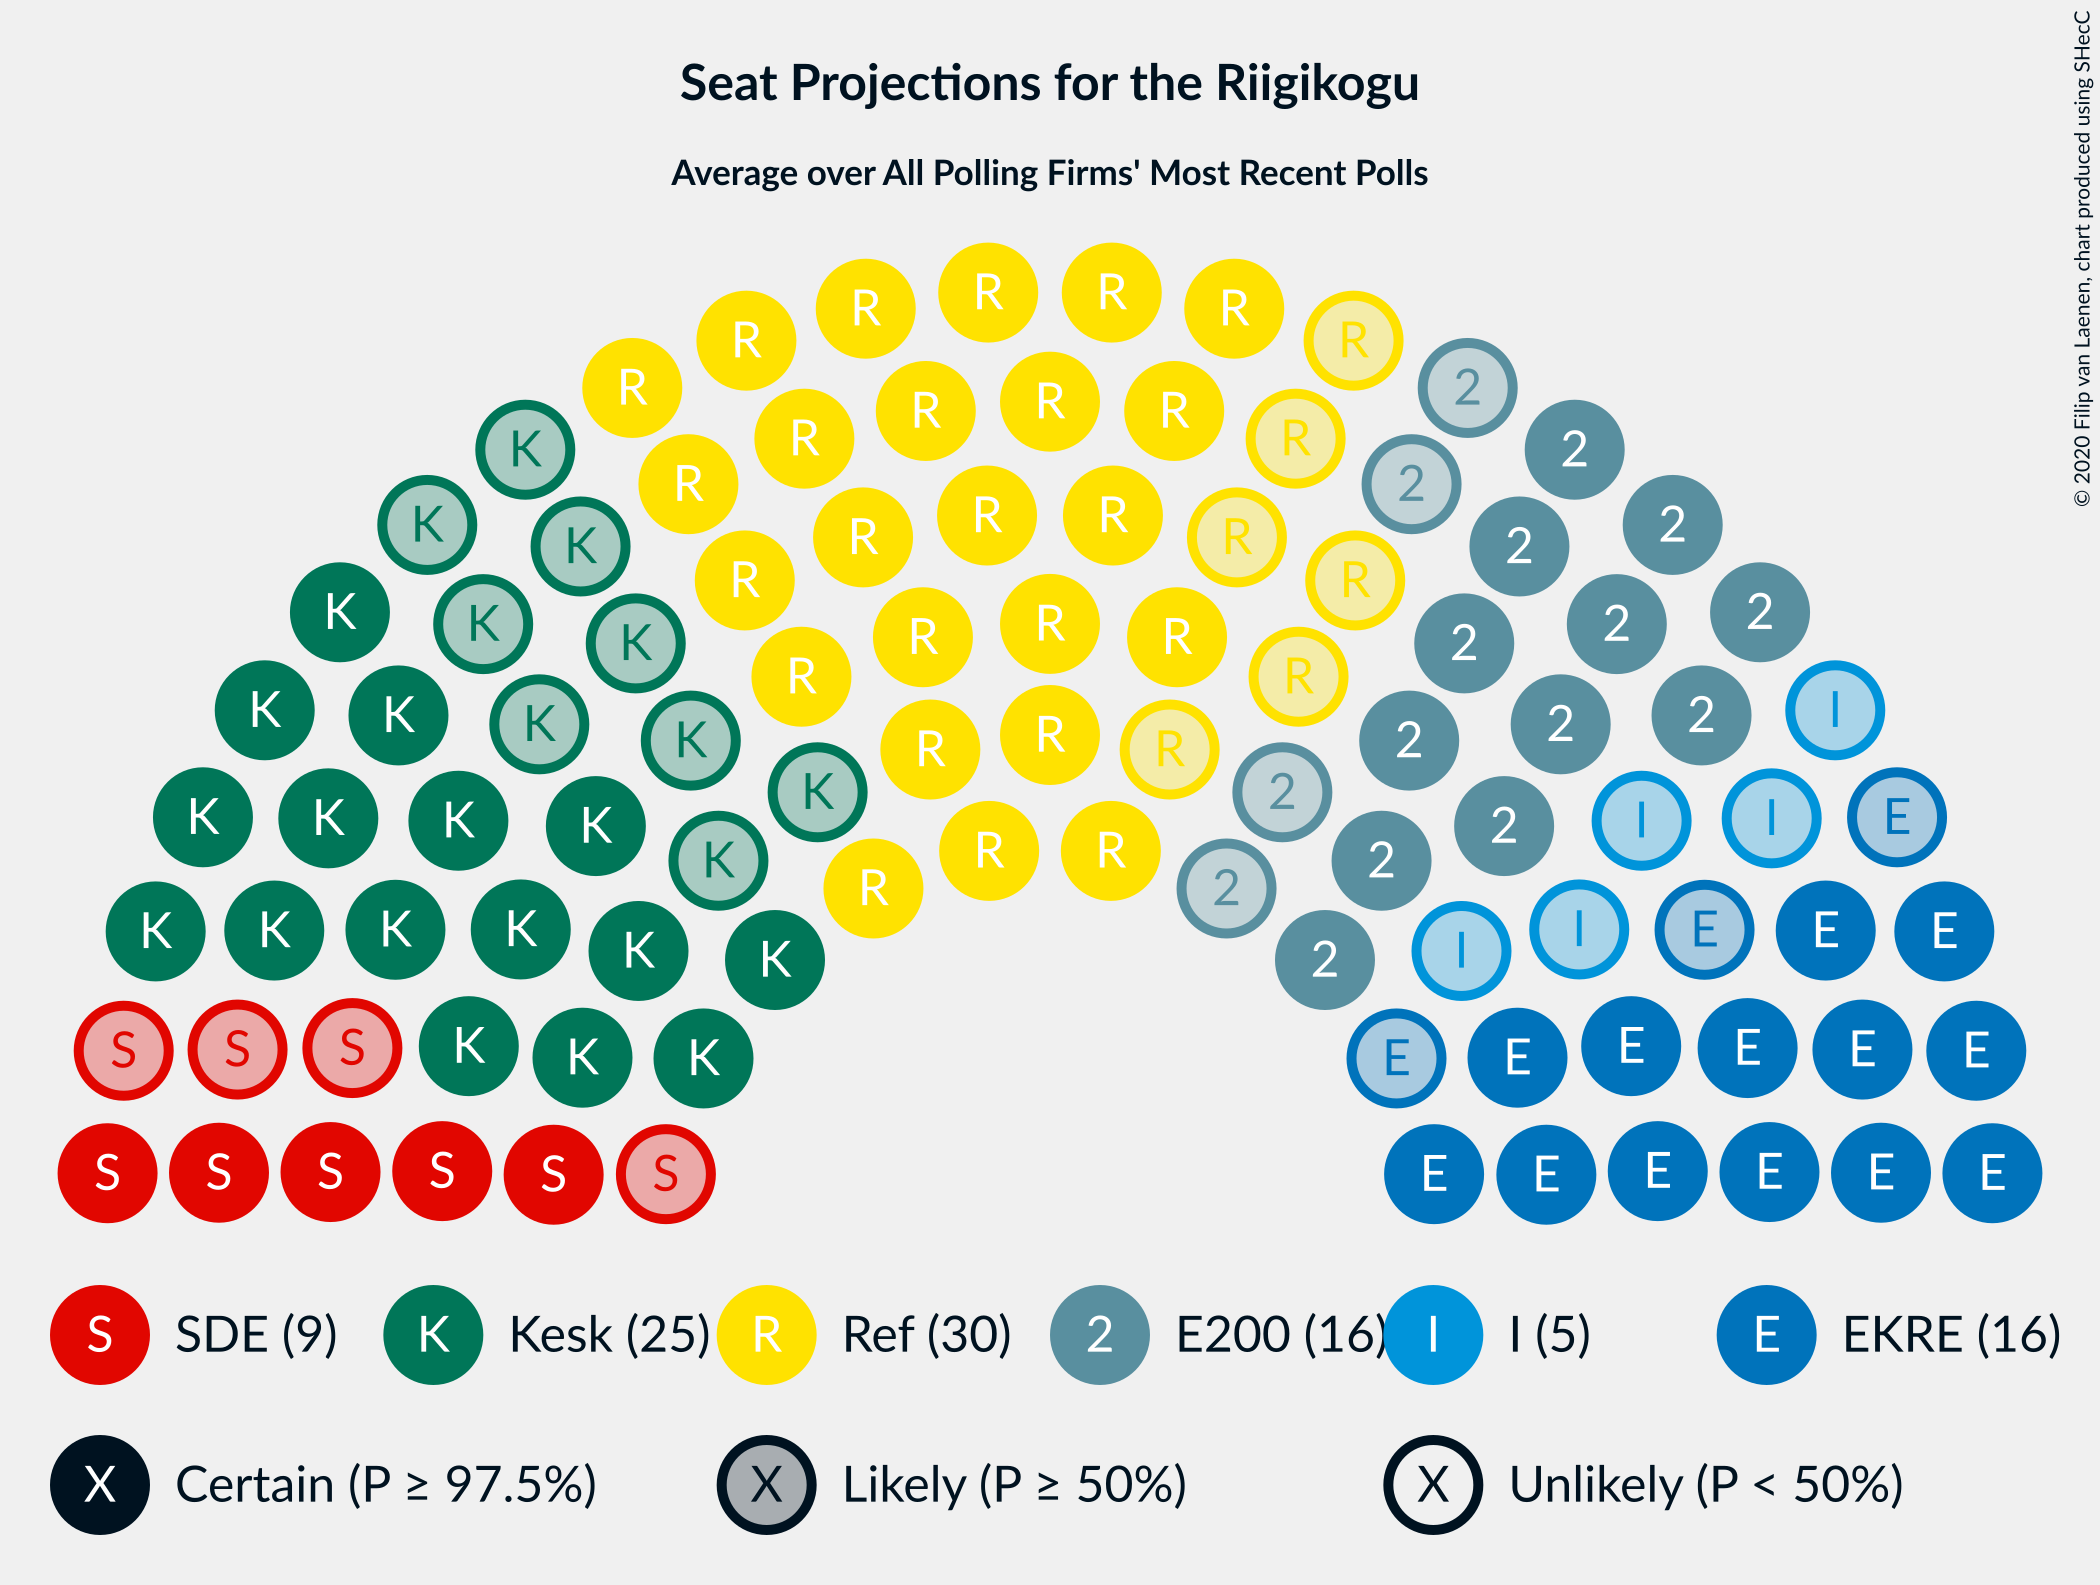 Seat Projections for the Riigikogu
Average over All Polling Firms' Most Recent Polls
© 2020 Filip van Laenen, chart produced using SHecC
R R
R R
R R
R 2
R
R R
R R
K 2
R 2
R R
K 2
R R
K 2
R R
K 2
K R 2
K R R 2
R R
K I
K 2
K 2
K R 2
R R
K 2
K K K K 2 I I E
K R R 2
R 2
K K K K I E E E
K K 2 I
S S S K K K E E E E E E
S S S S S S E E E E E E
S SDE (9) K Kesk (25) R Ref (30) 2 E200 (16) I I (5) E EKRE (16)
X Certain (P ≥ 97.5%) X Likely (P ≥ 50%) X Unlikely (P < 50%)